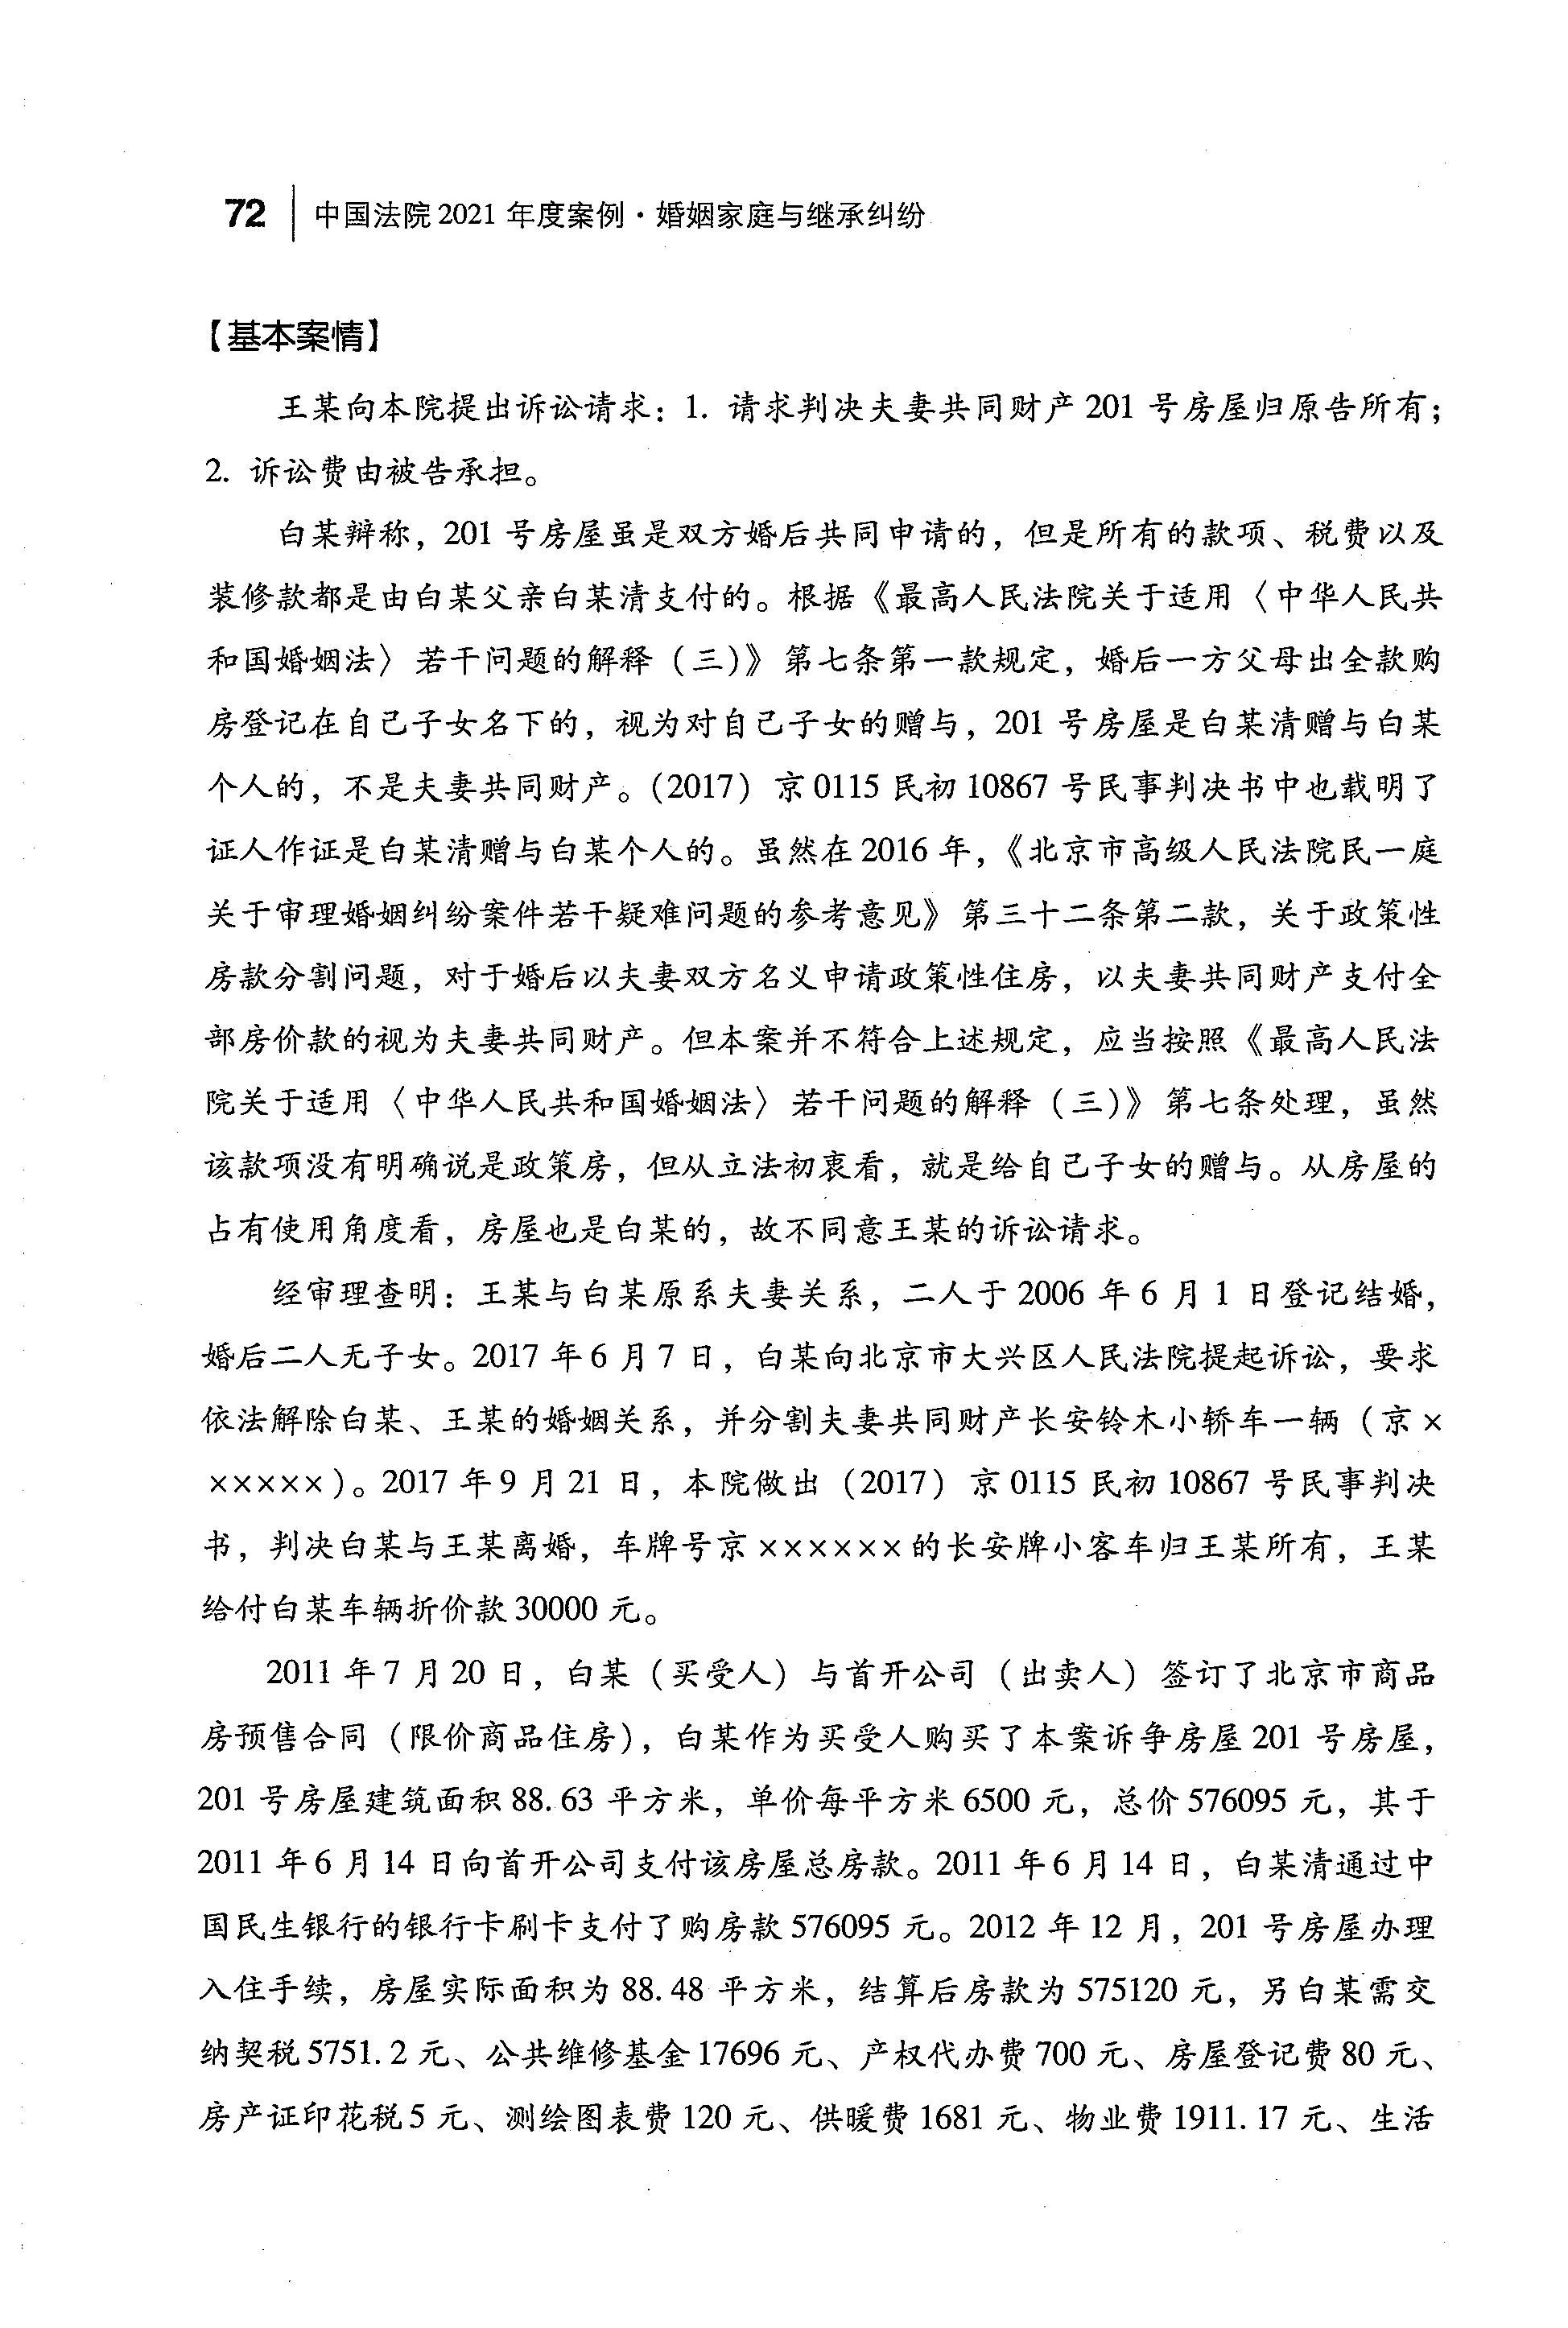 72 中国法院2021年度案例·婚姻家庭与继承纠纷
【基本案情】
王某向本院提出诉讼请求：1. 请求判决夫妻共同财产201号房屋归原告所有；
2. 诉讼费由被告承担。
白某辩称，201号房屋虽是双方婚后共同申请的，但是所有的款项、税费以及
装修款都是由白某父亲白某清支付的。根据《最高人民法院关于适用〈中华人民共
和国婚姻法〉若干问题的解释（三）》第七条第一款规定，婚后一方父母出全款购
房登记在自己子女名下的，视为对自己子女的赠与，201号房屋是白某清赠与白某
个人的，不是夫妻共同财产。（2017）京0115民初10867号民事判决书中也载明了
证人作证是白某清赠与白某个人的。虽然在2016年，《北京市高级人民法院民一庭
关于审理婚姻纠纷案件若干疑难问题的参考意见》第三十二条第二款，关于政策性
房款分割问题，对于婚后以夫妻双方名义申请政策性住房，以夫妻共同财产支付全
部房价款的视为夫妻共同财产。但本案并不符合上述规定，应当按照《最高人民法
院关于适用〈中华人民共和国婚姻法〉若干问题的解释（三）》第七条处理，虽然
该款项没有明确说是政策房，但从立法初衷看，就是给自己子女的赠与。从房屋的
占有使用角度看，房屋也是白某的，故不同意王某的诉讼请求。
经审理查明：王某与白某原系夫妻关系，二人于2006年6月1日登记结婚，
婚后二人无子女。2017年6月7日，白某向北京市大兴区人民法院提起诉讼，要求
依法解除白某、王某的婚姻关系，并分割夫妻共同财产长安铃木小轿车一辆（京×
×××××）。2017年9月21日，本院做出（2017）京0115民初10867号民事判决
书，判决白某与王某离婚，车牌号京××××××的长安牌小客车归王某所有，王某
给付白某车辆折价款30000元。
2011年7月20日，白某（买受人）与首开公司（出卖人）签订了北京市商品
房预售合同（限价商品住房），白某作为买受人购买了本案诉争房屋201号房屋，
201号房屋建筑面积88.63平方米，单价每平方米6500元，总价576095元，其于
2011年6月14日向首开公司支付该房屋总房款。2011年6月14日，白某清通过中
国民生银行的银行卡刷卡支付了购房款576095元。2012年12月，201号房屋办理
入住手续，房屋实际面积为88.48平方米，结算后房款为575120元，另白某需交
纳契税5751.2元、公共维修基金17696元、产权代办费700元、房屋登记费80元、
房产证印花税5元、测绘图表费120元、供暖费1681元、物业费1911.17元、生活